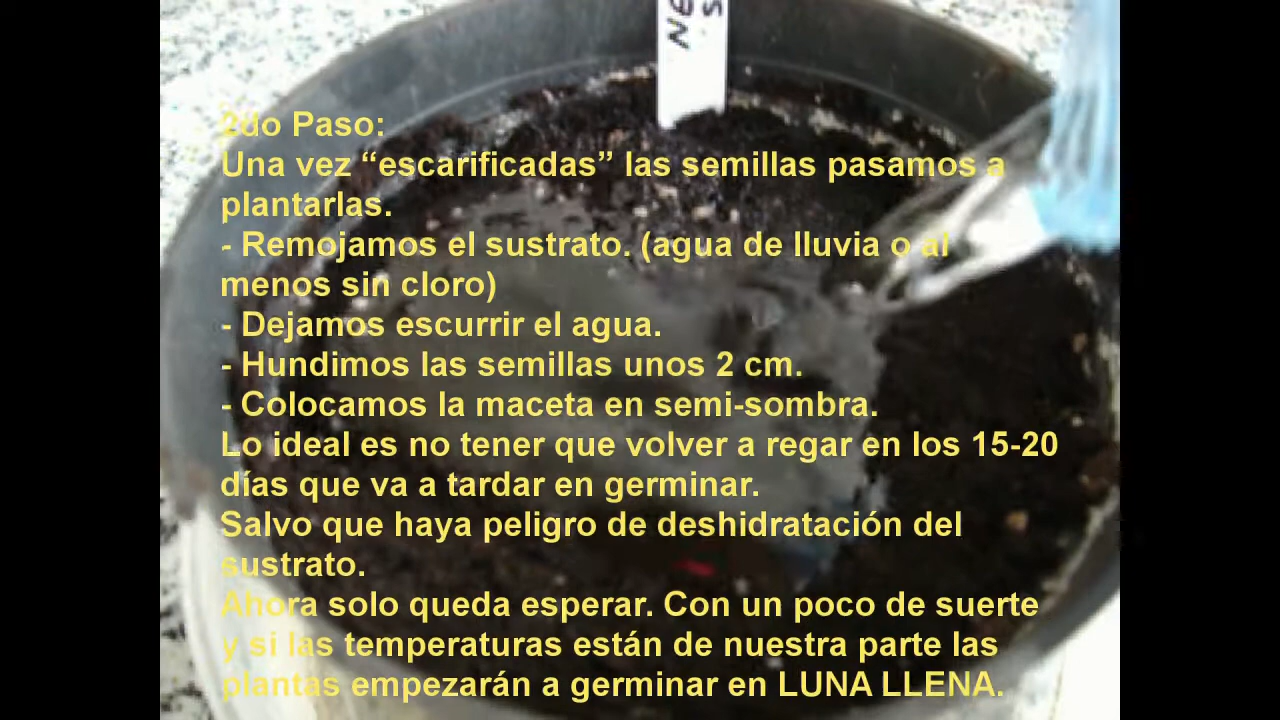 NE
S
2do Paso:
Una vez “escarificadas” las semillas pasamos a
plantarlas.
- Remojamos el sustrato. (agua de lluvia o al
menos sin cloro)
- Dejamos escurrir el agua.
- Hundimos las semillas unos 2 cm.
- Colocamos la maceta en semi-sombra.
Lo ideal es no tener que volver a regar en los 15-20
días que va a tardar en germinar.
Salvo que haya peligro de deshidratación del
sustrato.
Ahora solo queda esperar. Con un poco de suerte
y si las temperaturas están de nuestra parte las
plantas empezarán a germinar en LUNA LLENA.